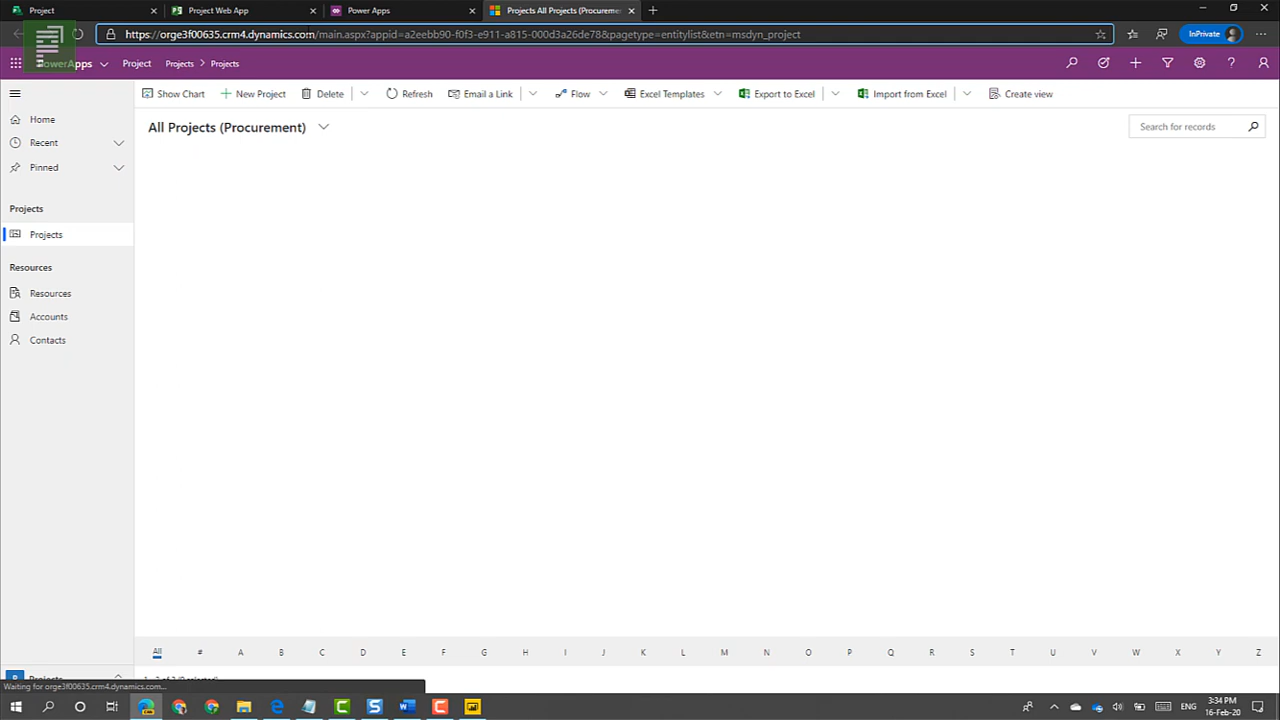 Project
Project Web App
Power Apps
Projects All Projects (Procureme
https://orge3f00635.crm4.dynamics.com/main.aspx?appid=a2eebb90-f0f3-e911-a815-000d3a26de78&pagetype=entitylist&etn=msdyn_project
InPrivate
PowerApps
Project
Projects > Projects
Show Chart
New Project
Delete
Refresh
Email a Link
Flow
Excel Templates
Export to Excel
Import from Excel
Create view
Home
All Projects (Procurement)
Search for records
Recent
Pinned
Projects
Projects
Resources
Resources
Accounts
Contacts
All # A B C D E F G H I J K L M N O P Q R S T U V W X Y Z
Projects
Waiting for orge3f00635.crm4.dynamics.com...
ENG
3:34 PM
16-Feb-20